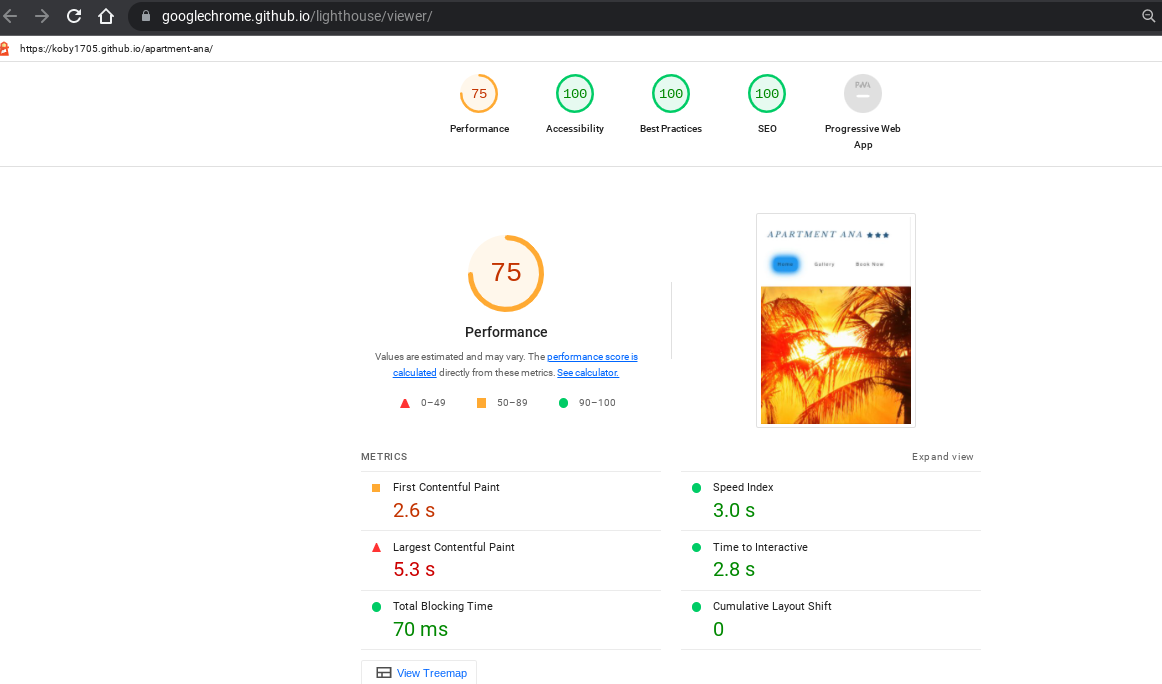 googlechrome.github.io/lighthouse/viewer/
https://koby1705.github.io/apartment-ana/
75
100
100
100
PWA
Performance
Accessibility
Best Practices
SEO
Progressive Web
App
75
Performance
Values are estimated and may vary. The performance score is
calculated directly from these metrics. See calculator.
0–49
50–89
90–100
APARTMENT ANA ★★★
Home
Gallery
Book Now
METRICS
Expand view
First Contentful Paint
2.6 s
Speed Index
3.0 s
Largest Contentful Paint
5.3 s
Time to Interactive
2.8 s
Total Blocking Time
70 ms
Cumulative Layout Shift
0
View Treemap